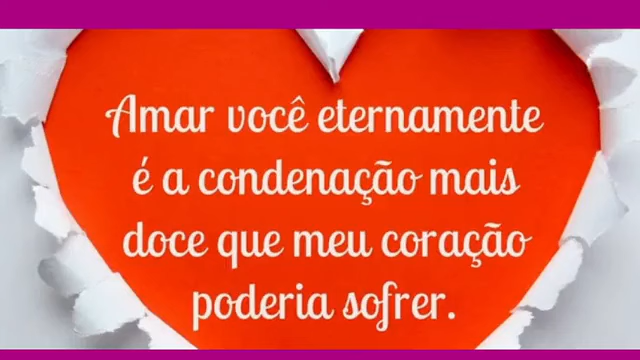 Amar você eternamente
é a condenação mais
doce que meu coração
poderia sofrer.